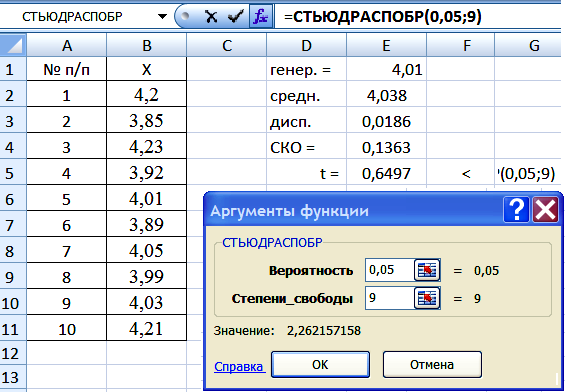 СТЬЮДРАСПОБР =СТЬЮДРАСПОБР(0,05;9)
A B C D E F G
1 № п/п X генер. = 4,01
2 1 4,2 средн. 4,038
3 2 3,85 дисп. 0,0186
4 3 4,23 СКО = 0,1363
5 4 3,92 t = 0,6497 < (0,05;9)
6 5 4,01
7 6 3,89
8 7 4,05
9 8 3,99
10 9 4,03
11 10 4,21
12
13
Аргументы функции
СТЬЮДРАСПОБР
Вероятность 0,05 = 0,05
Степени_свободы 9 = 9
Значение: 2,262157158
Справка OK Отмена